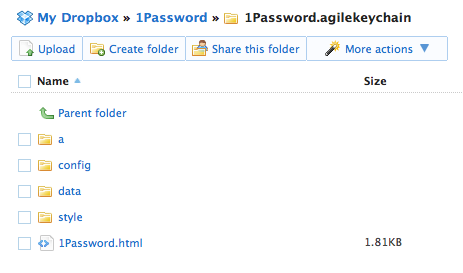 My Dropbox » 1Password » 1Password.agilekeychain
Upload Create folder Share this folder More actions ▼
Name ▲ Size
Parent folder
a
config
data
style
1Password.html 1.81KB